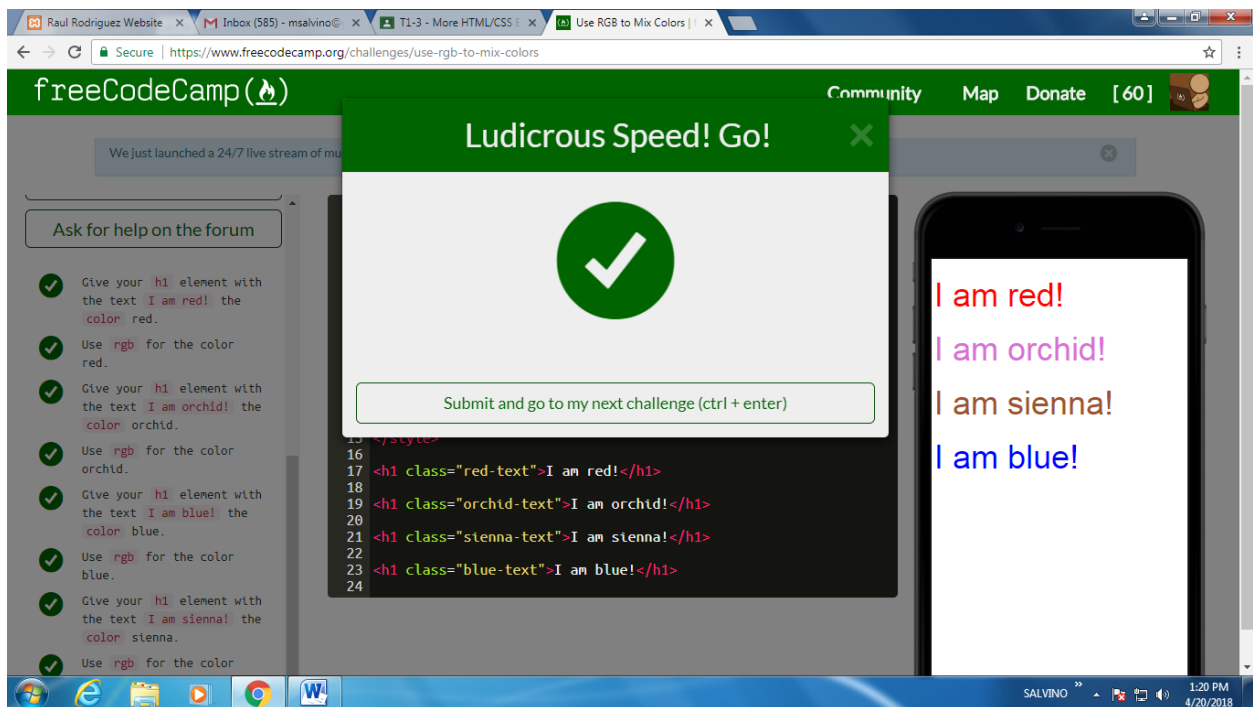 Raul Rodriguez Website
Inbox (585) - msalvino@
T1-3 - More HTML/CSS E
Use RGB to Mix Colors | f
Secure | https://www.freecodecamp.org/challenges/use-rgb-to-mix-colors
freeCodeCamp( )
Community Map Donate [ 60 ]
Ludicrous Speed! Go!
We just launched a 24/7 live stream of mu
Ask for help on the forum
Give your h1 element with
the text I am red! the
color red.
Use rgb for the color
red.
Give your h1 element with
the text I am orchid! the
color orchid.
Use rgb for the color
orchid.
Give your h1 element with
the text I am blue! the
color blue.
Use rgb for the color
blue.
Give your h1 element with
the text I am sienna! the
color sienna.
Use rgb for the color
Submit and go to my next challenge (ctrl + enter)
15 </style>
16
17 <h1 class="red-text">I am red!</h1>
18
19 <h1 class="orchid-text">I am orchid!</h1>
20
21 <h1 class="sienna-text">I am sienna!</h1>
22
23 <h1 class="blue-text">I am blue!</h1>
24
I am red!
I am orchid!
I am sienna!
I am blue!
SALVINO
1:20 PM
4/20/2018